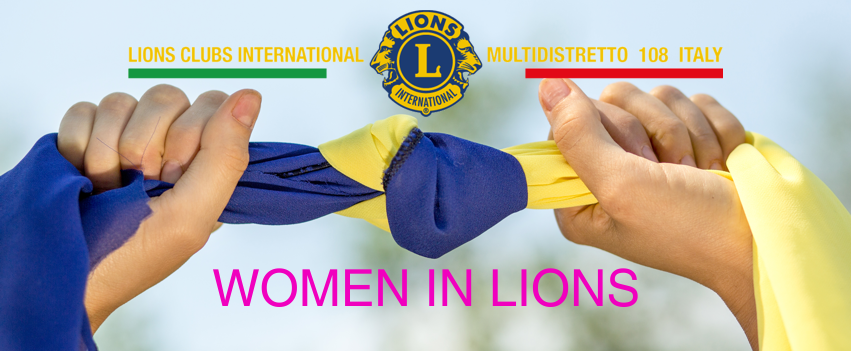 LIONS CLUBS INTERNATIONAL MULTIDISTRETTO 108 ITALY
LIONS
L
INTERNATIONAL
WOMEN IN LIONS